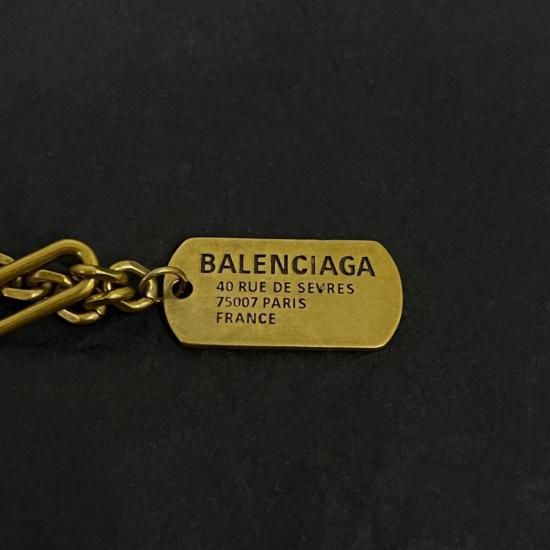 BALENCIAGA
40 RUE DE SEVRES
75007 PARIS
FRANCE